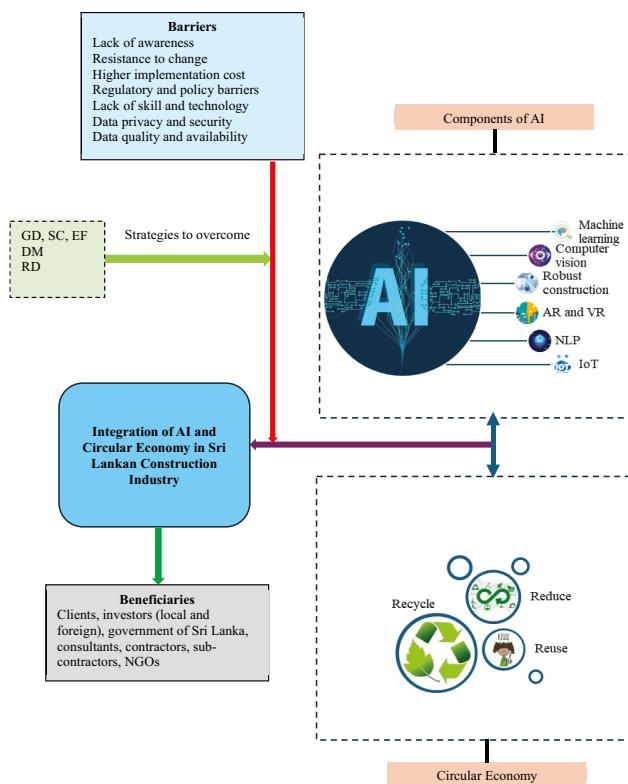 Barriers
Lack of awareness
Resistance to change
Higher implementation cost
Regulatory and policy barriers
Lack of skill and technology
Data privacy and security
Data quality and availability
Components of AI
GD, SC, EF
DM
RD
Strategies to overcome
AI
Machine
learning
Computer
vision
Robust
construction
AR and VR
NLP
IoT
Integration of AI and
Circular Economy in Sri
Lankan Construction
Industry
Beneficiaries
Clients, investors (local and
foreign), government of Sri Lanka,
consultants, contractors, sub-
contractors, NGOs
Recycle
Reduce
Reuse
Circular Economy